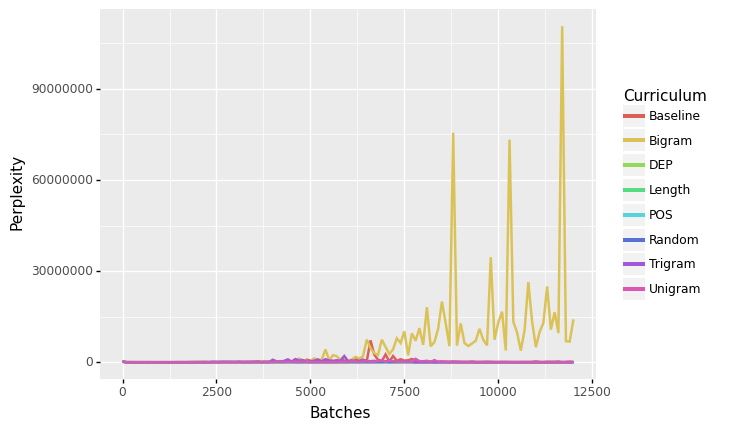 90000000
60000000
30000000
0
Perplexity
0
2500
5000
7500
10000
12500
Batches
Curriculum
Baseline
Bigram
DEP
Length
POS
Random
Trigram
Unigram